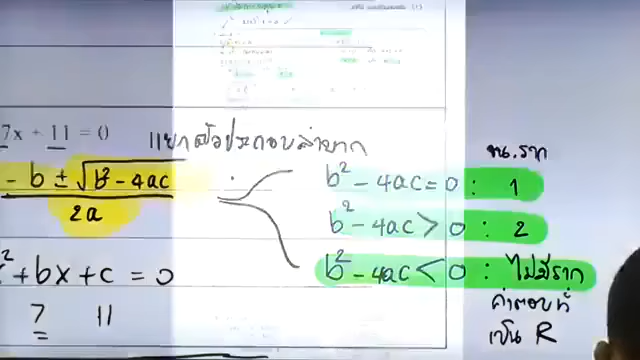 7x + 11 = 0
แยกตัวประกอบลำบาก
จน.ราก
- b ± √b² - 4ac
2a
b² - 4ac = 0 : 1
b² - 4ac > 0 : 2
b² - 4ac < 0 : ไม่มีราก
คำตอบที่
เป็น R
x² + bx + c = 0
7 11